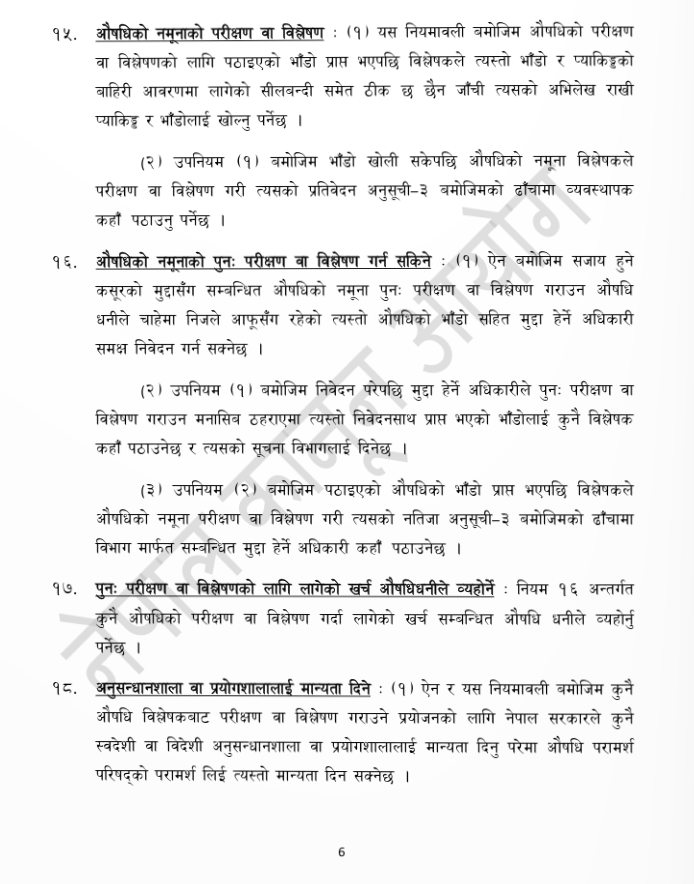 १५. औषधिको नमूनाको परीक्षण वा विश्लेषण : (१) यस नियमावली बमोजिम औषधिको परीक्षण
वा विश्लेषणको लागि पठाइएको भाँडो प्राप्त भएपछि विश्लेषकले त्यस्तो भाँडो र प्याकिङ्गको
बाहिरी आवरणमा लागेको सीलबन्दी समेत ठीक छ छैन जाँची त्यसको अभिलेख राखी
प्याकिङ्ग र भाँडोलाई खोल्नु पर्नेछ ।
(२) उपनियम (१) बमोजिम भाँडो खोली सकेपछि औषधिको नमूना विश्लेषकले
परीक्षण वा विश्लेषण गरी त्यसको प्रतिवेदन अनुसूची–३ बमोजिमको ढाँचामा व्यवस्थापक
कहाँ पठाउनु पर्नेछ ।
१६. औषधिको नमूनाको पुनः परीक्षण वा विश्लेषण गर्न सकिने : (१) ऐन बमोजिम सजाय हुने
कसूरको मुद्दासँग सम्बन्धित औषधिको नमूना पुनः परीक्षण वा विश्लेषण गराउन औषधि
धनीले चाहेमा निजले आफूसँग रहेको त्यस्तो औषधिको भाँडो सहित मुद्दा हेर्ने अधिकारी
समक्ष निवेदन गर्न सक्नेछ ।
(२) उपनियम (१) बमोजिम निवेदन परेपछि मुद्दा हेर्ने अधिकारीले पुनः परीक्षण वा
विश्लेषण गराउन मनासिब ठहराएमा त्यस्तो निवेदनसाथ प्राप्त भएको भाँडोलाई कुनै विश्लेषक
कहाँ पठाउनेछ र त्यसको सूचना विभागलाई दिनेछ ।
(३) उपनियम (२) बमोजिम पठाइएको औषधिको भाँडो प्राप्त भएपछि विश्लेषकले
औषधिको नमूना परीक्षण वा विश्लेषण गरी त्यसको नतिजा अनुसूची–३ बमोजिमको ढाँचामा
विभाग मार्फत सम्बन्धित मुद्दा हेर्ने अधिकारी कहाँ पठाउनेछ ।
१७. पुनः परीक्षण वा विश्लेषणको लागि लागेको खर्च औषधिधनीले व्यहोर्ने : नियम १६ अन्तर्गत
कुनै औषधिको परीक्षण वा विश्लेषण गर्दा लागेको खर्च सम्बन्धित औषधि धनीले व्यहोर्नु
पर्नेछ ।
१८. अनुसन्धानशाला वा प्रयोगशालालाई मान्यता दिने : (१) ऐन र यस नियमावली बमोजिम कुनै
औषधि विश्लेषकबाट परीक्षण वा विश्लेषण गराउने प्रयोजनको लागि नेपाल सरकारले कुनै
स्वदेशी वा विदेशी अनुसन्धानशाला वा प्रयोगशालालाई मान्यता दिनु परेमा औषधि परामर्श
परिषद्को परामर्श लिई त्यस्तो मान्यता दिन सक्नेछ ।
नेपाल कानून आयोग
6